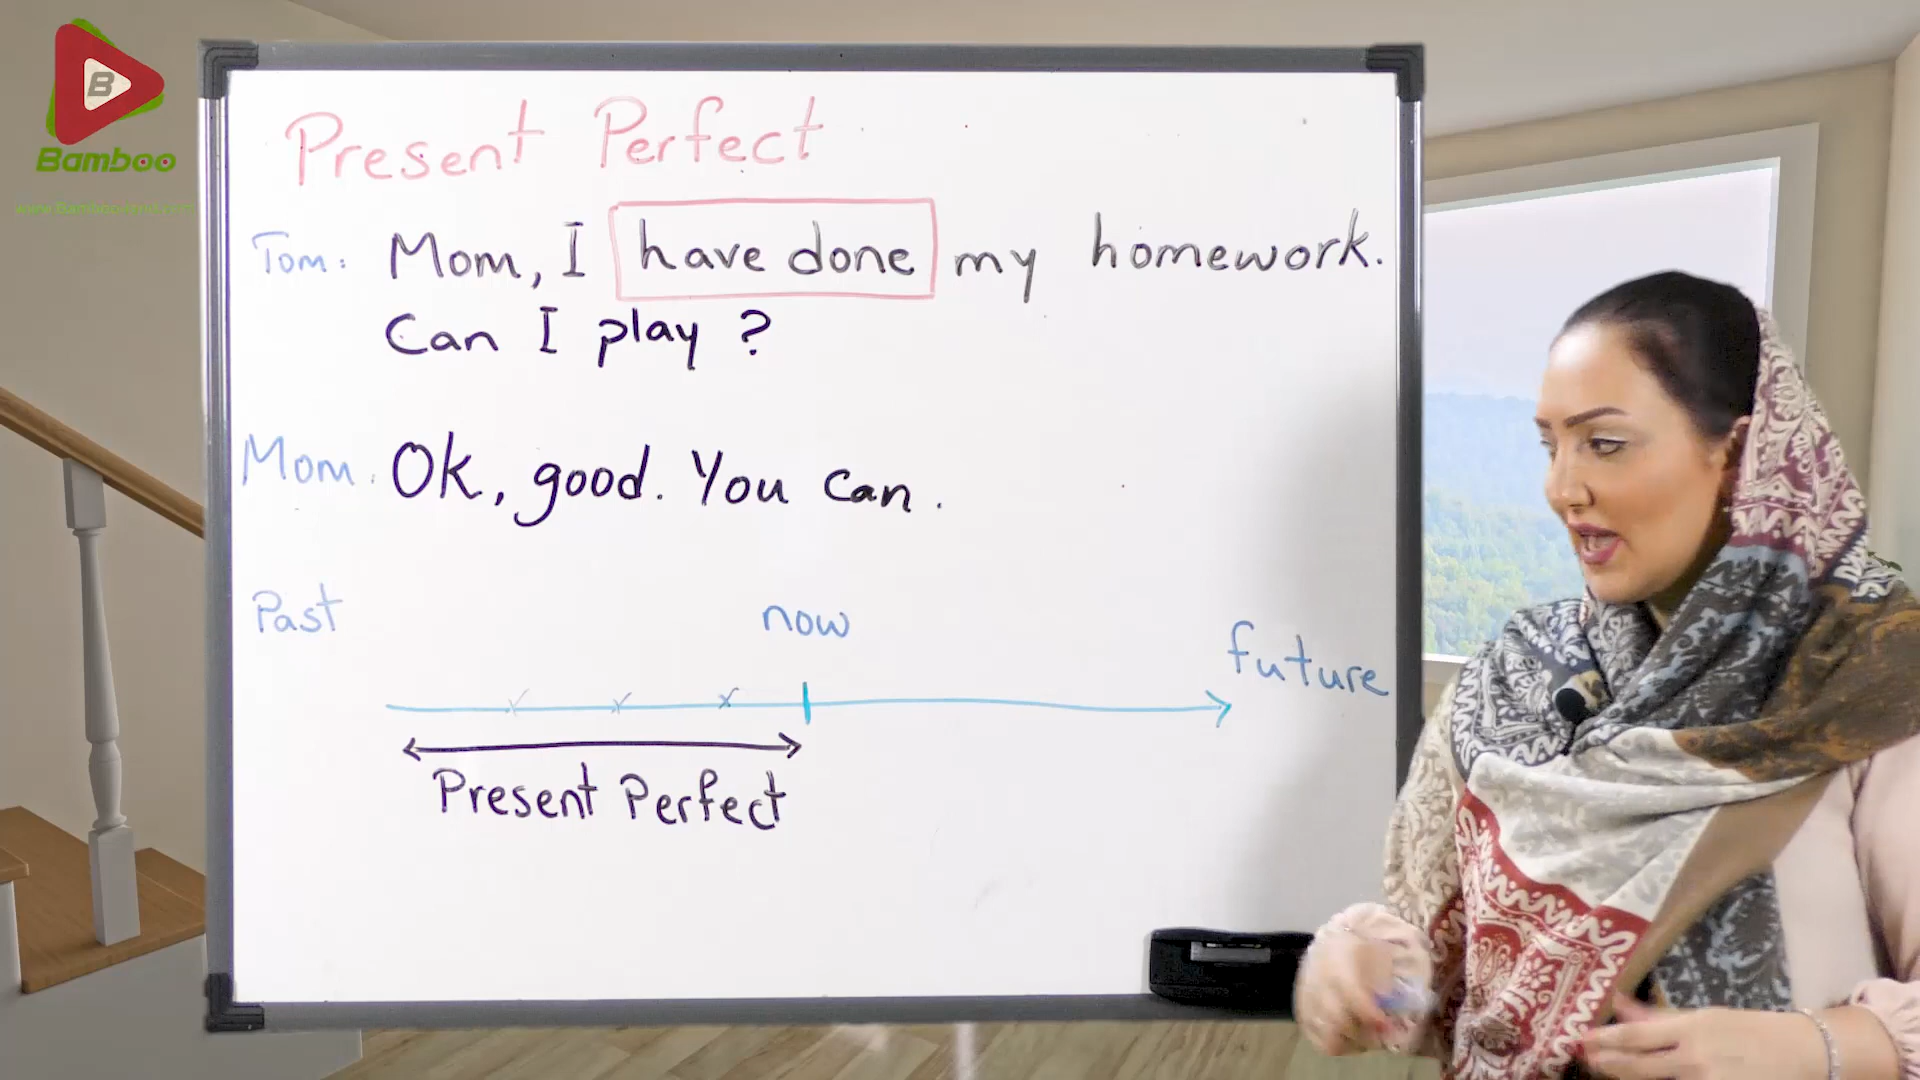 B
Bamboo
Present Perfect
Tom: Mom, I have done my homework.
Can I play?
Mom: Ok, good. You can.
Past now future
Present Perfect